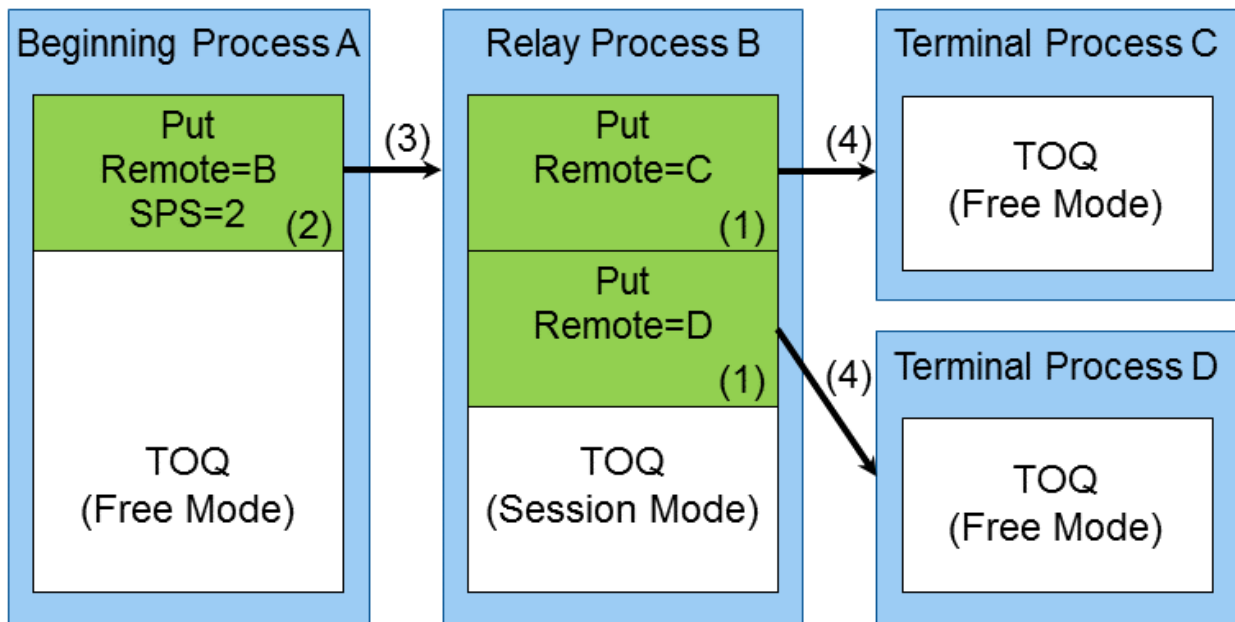 Beginning Process A
Put
Remote=B
SPS=2
(2)
TOQ
(Free Mode)
(3)
Relay Process B
Put
Remote=C
(1)
Put
Remote=D
(1)
TOQ
(Session Mode)
(4)
Terminal Process C
TOQ
(Free Mode)
(4)
Terminal Process D
TOQ
(Free Mode)